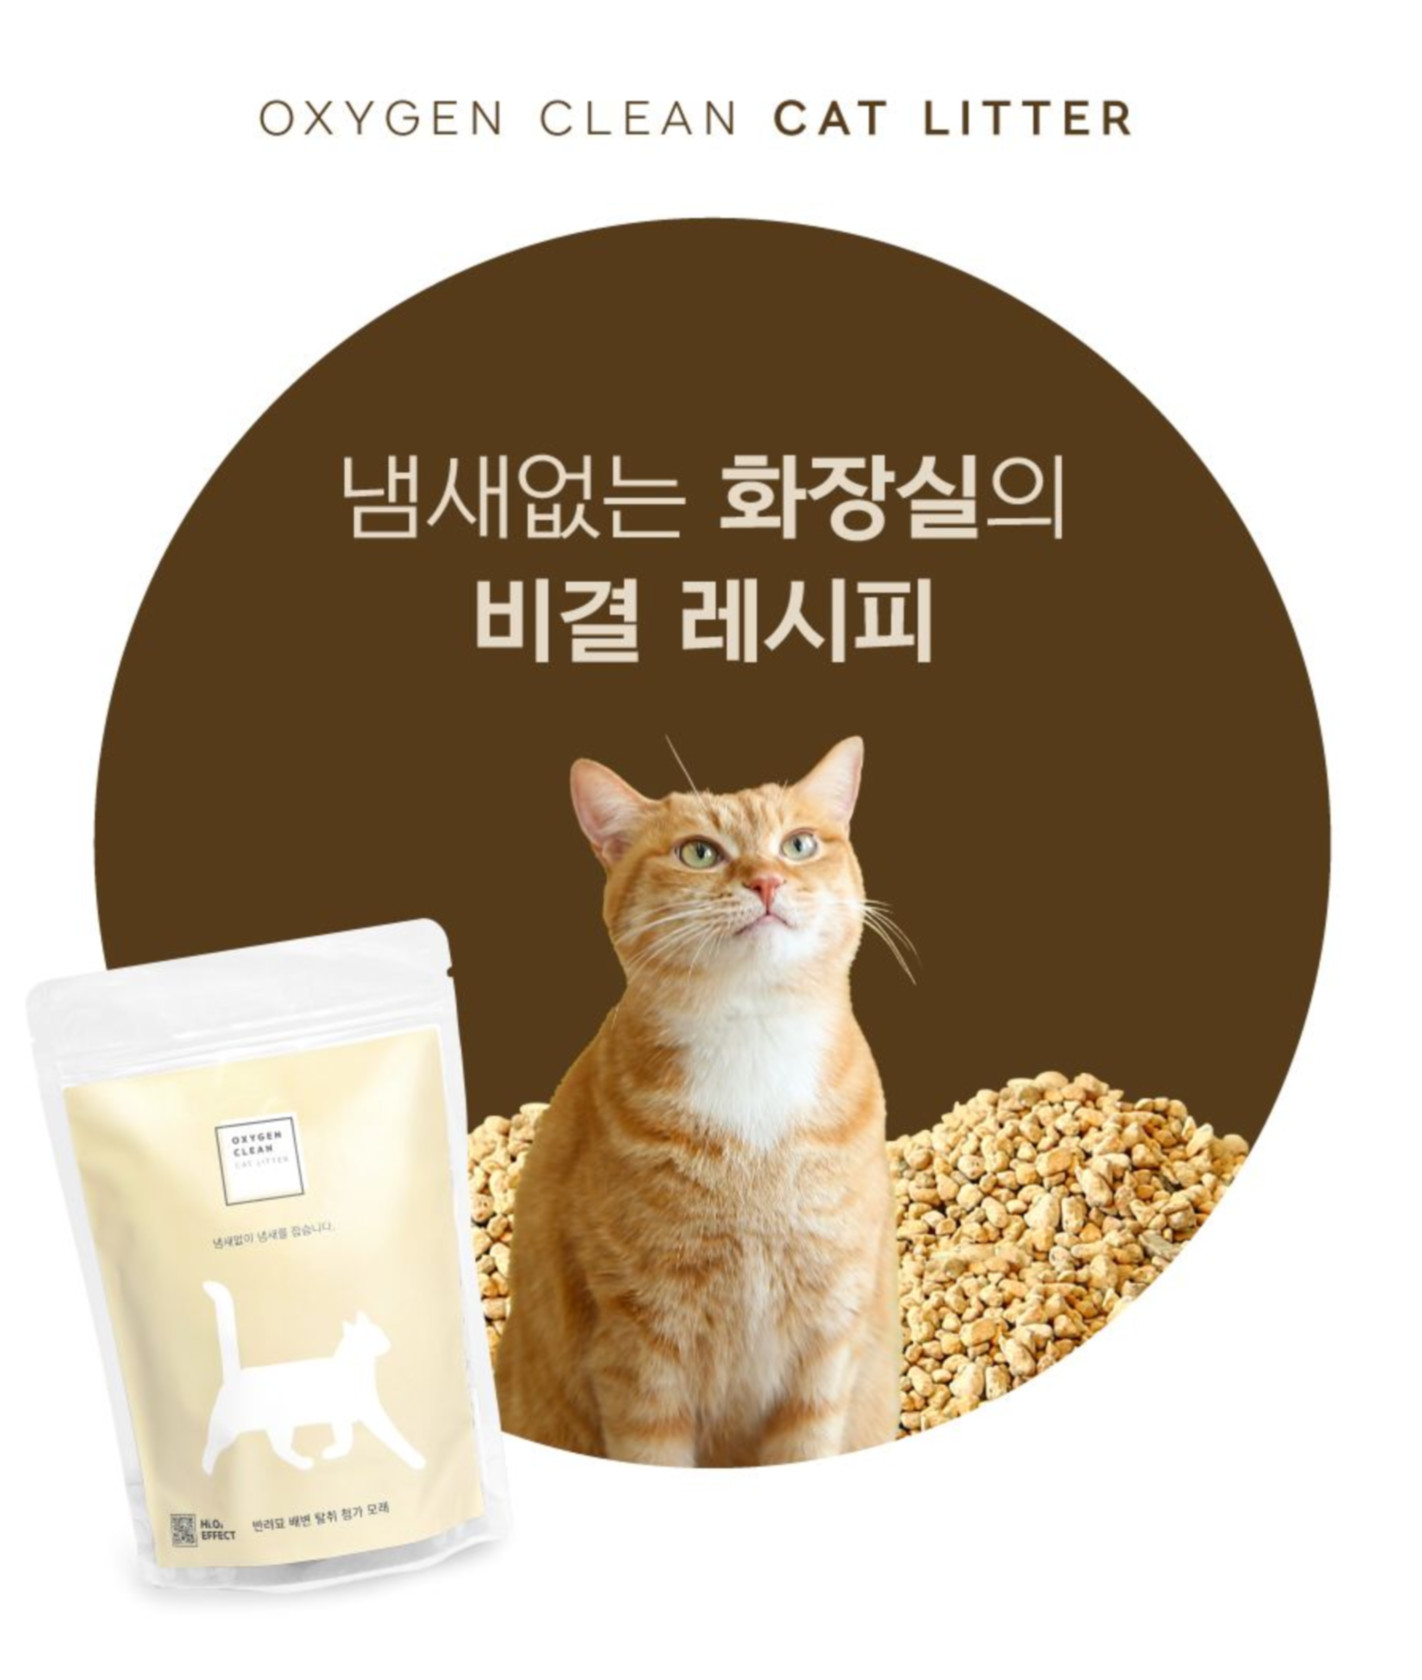 OXYGEN CLEAN CAT LITTER
냄새없는 화장실의
비결 레시피
OXYGEN
CLEAN
CAT LITTER
냄새없이 냄새를 잡습니다.
Hi.O₂
EFFECT
반려묘 배변 탈취 첨가 모래